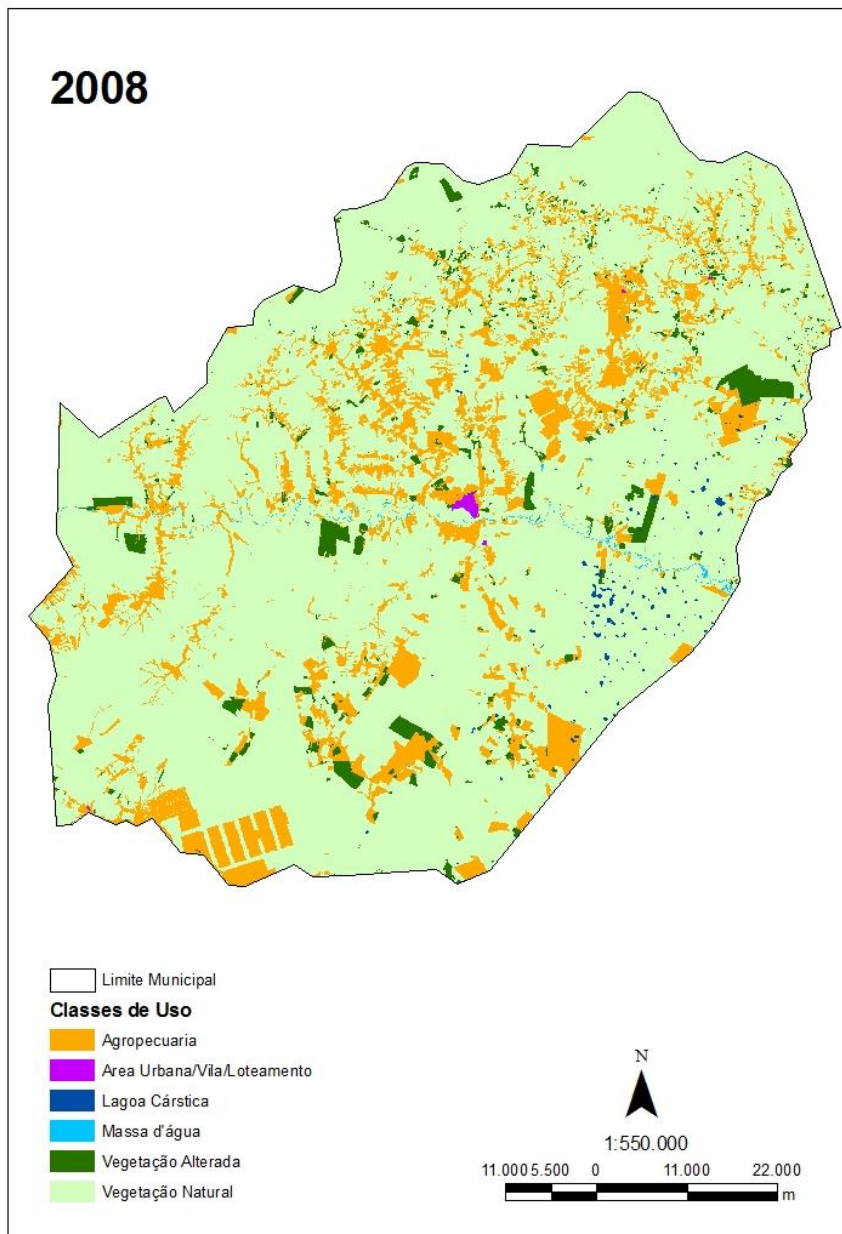 2008
Limite Municipal
Classes de Uso
Agropecuaria
Area Urbana/Vila/Loteamento
Lagoa Cárstica
Massa d'água
Vegetação Alterada
Vegetação Natural
N
1:550.000
11.000 5.500 0 11.000 22.000
m